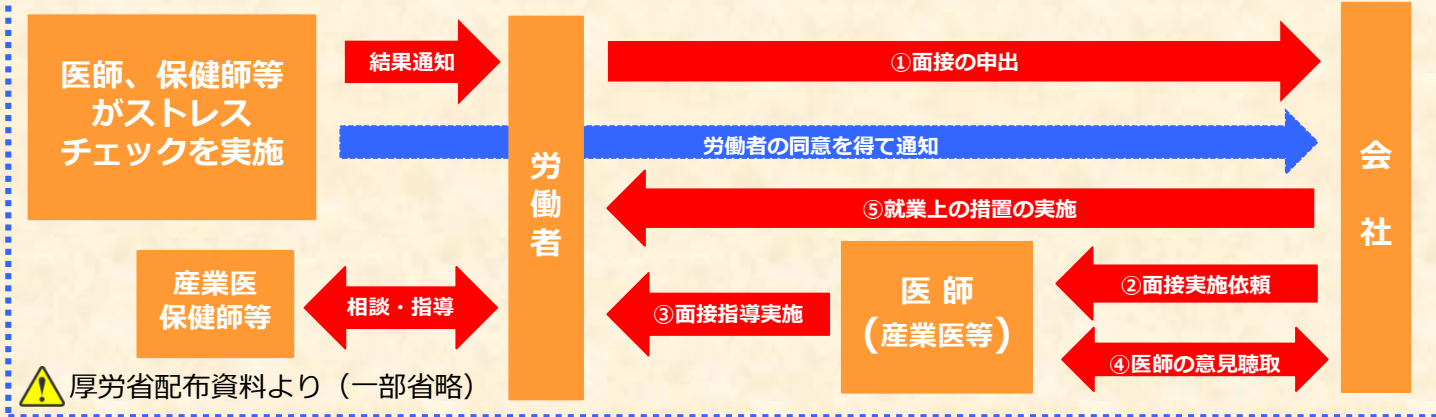 医師、保健師等
がストレス
チェックを実施
結果通知
労働者
①面接の申出
労働者の同意を得て通知
⑤就業上の措置の実施
会社
産業医
保健師等
相談・指導
③面接指導実施
医師
(産業医等)
②面接実施依頼
④医師の意見聴取
厚労省配布資料より（一部省略）